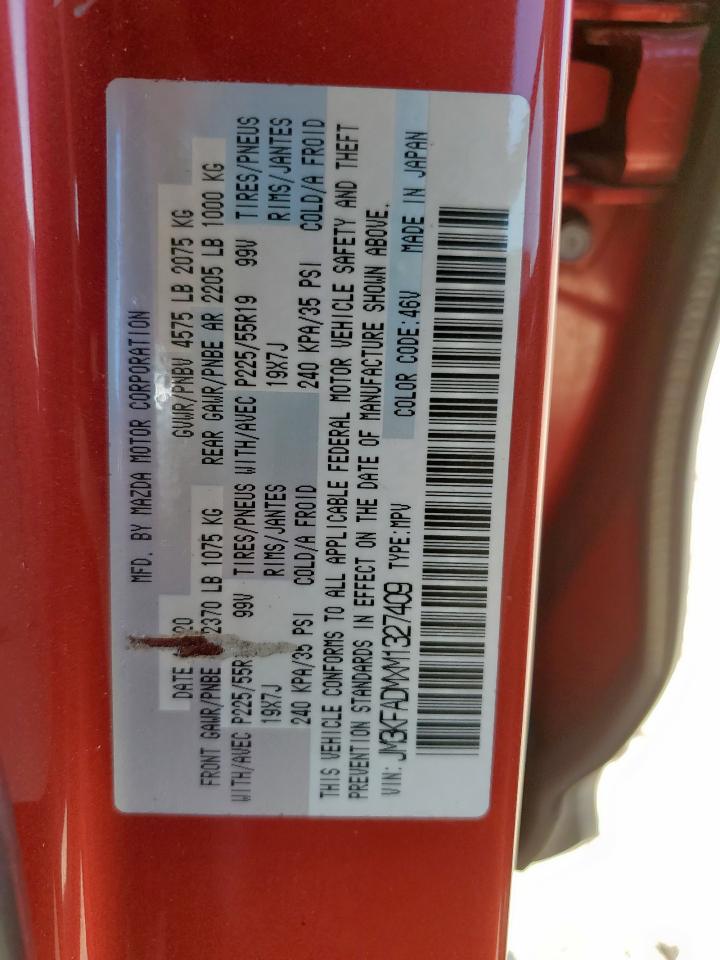 MFD. BY MAZDA MOTOR CORPORATION
DATE 20 GVWR/PNBV 4575 LB 2075 KG
FRONT GAWR/PNBE 2370 LB 1075 KG REAR GAWR/PNBE AR 2205 LB 1000 KG
WITH/AVEC P225/55R 99V TIRES/PNEUS WITH/AVEC P225/55R19 99V TIRES/PNEUS
19X7J RIMS/JANTES 19X7J RIMS/JANTES
240 KPA/35 PSI COLD/A FROID 240 KPA/35 PSI COLD/A FROID
THIS VEHICLE CONFORMS TO ALL APPLICABLE FEDERAL MOTOR VEHICLE SAFETY AND THEFT
PREVENTION STANDARDS IN EFFECT ON THE DATE OF MANUFACTURE SHOWN ABOVE.
VIN: JM3KFADMXM1327409 TYPE:MPV COLOR CODE:46V MADE IN JAPAN